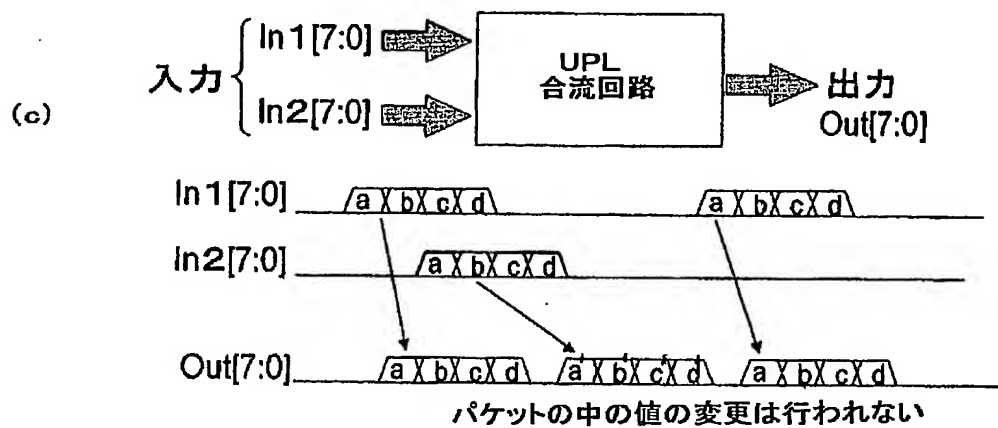 In1[7:0]
入力
In2[7:0]
(c)
UPL
合流回路
出力
Out[7:0]
In1[7:0] a b c d a b c d
In2[7:0] a b c d
Out[7:0] a b c d a' b' c' d' a b c d
パケットの中の値の変更は行われない